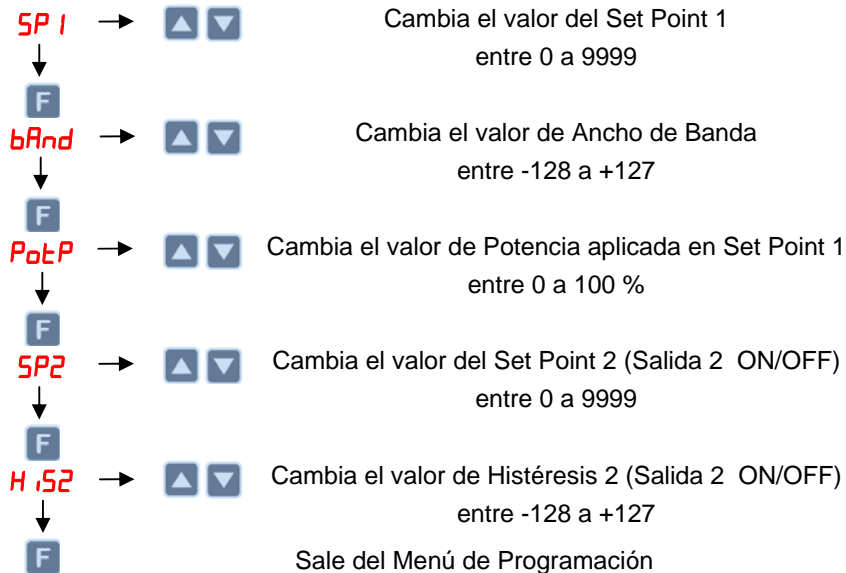 SP1 Cambia el valor del Set Point 1
entre 0 a 9999
F
bAnd Cambia el valor de Ancho de Banda
entre -128 a +127
F
PotP Cambia el valor de Potencia aplicada en Set Point 1
entre 0 a 100 %
F
SP2 Cambia el valor del Set Point 2 (Salida 2 ON/OFF)
entre 0 a 9999
F
HiS2 Cambia el valor de Histéresis 2 (Salida 2 ON/OFF)
entre -128 a +127
F Sale del Menú de Programación